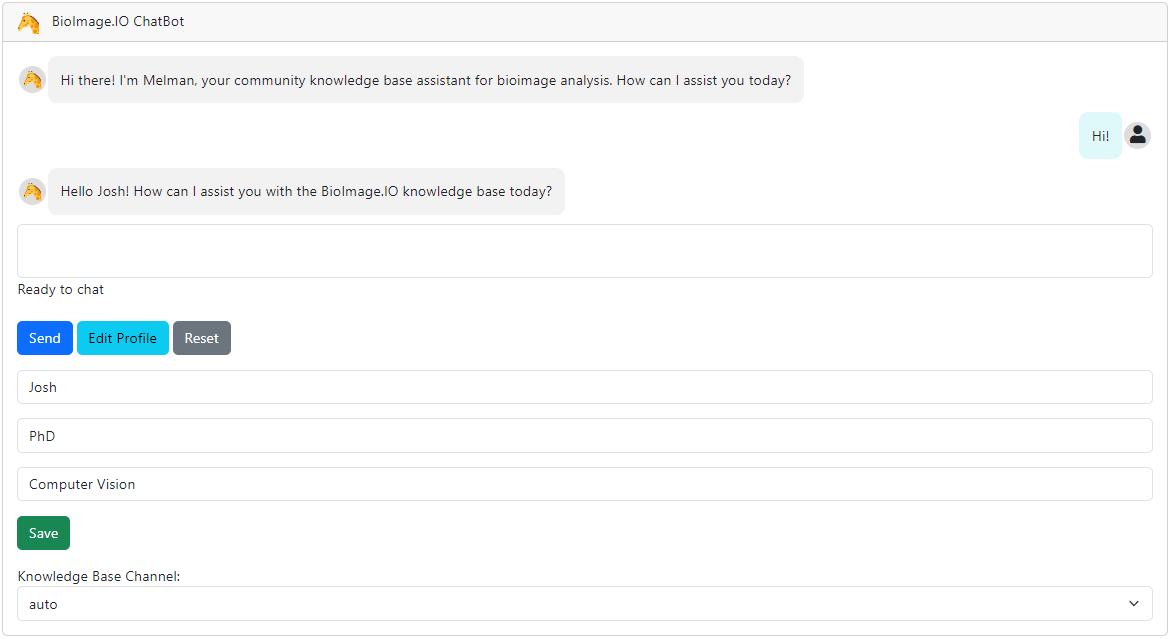 BioImage.IO ChatBot
Hi there! I'm Melman, your community knowledge base assistant for bioimage analysis. How can I assist you today?
Hi!
Hello Josh! How can I assist you with the BioImage.IO knowledge base today?
Ready to chat
Send Edit Profile Reset
Josh
PhD
Computer Vision
Save
Knowledge Base Channel:
auto